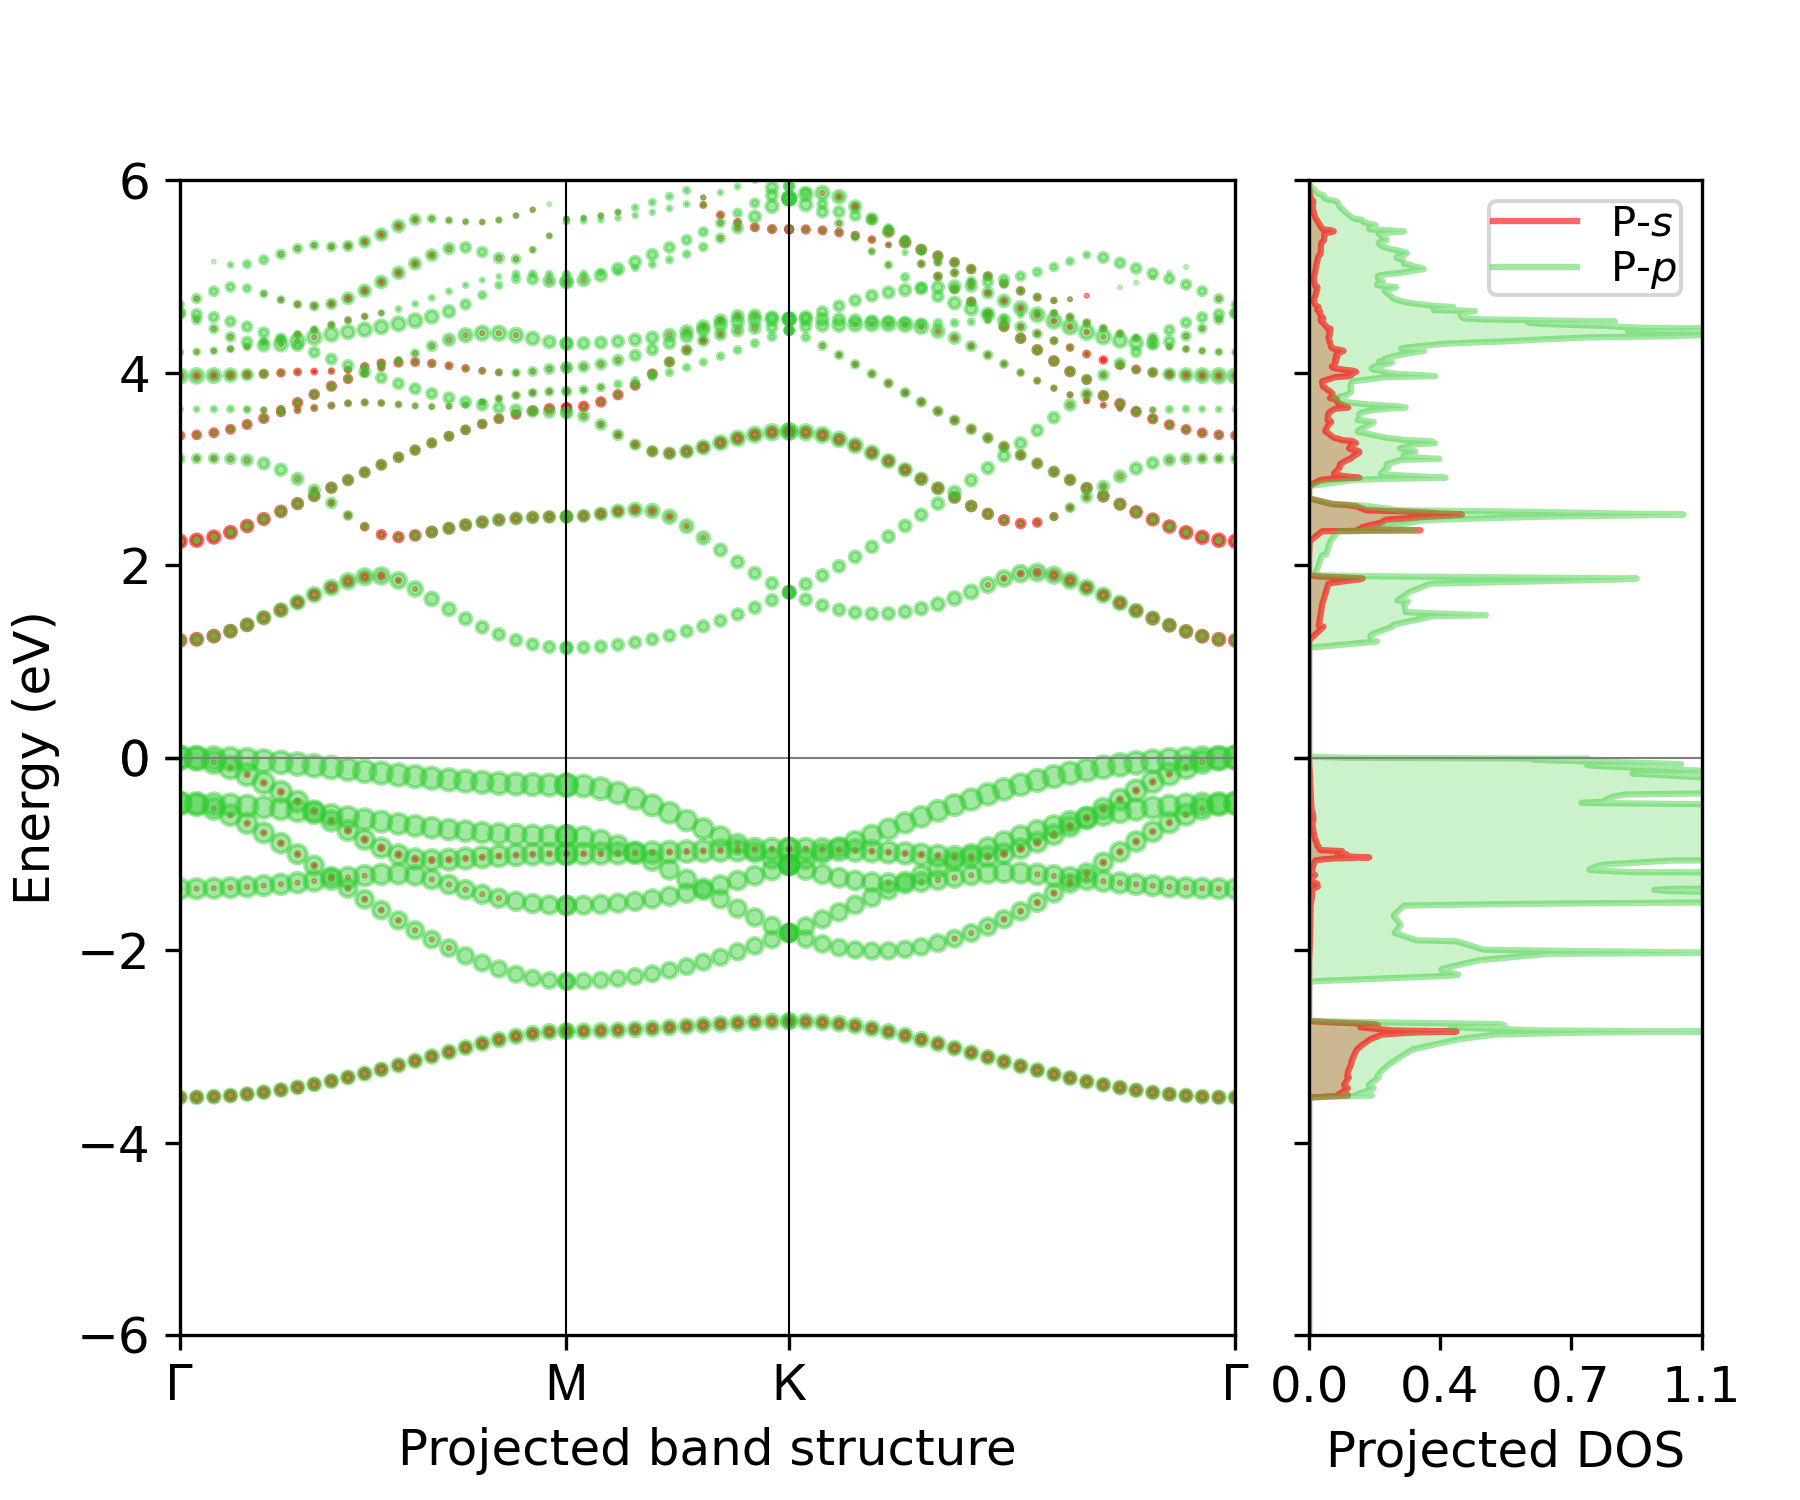 6
4
2
0
−2
−4
−6
Energy (eV)
Γ M K Γ
Projected band structure
P-s
P-p
0.0 0.4 0.7 1.1
Projected DOS